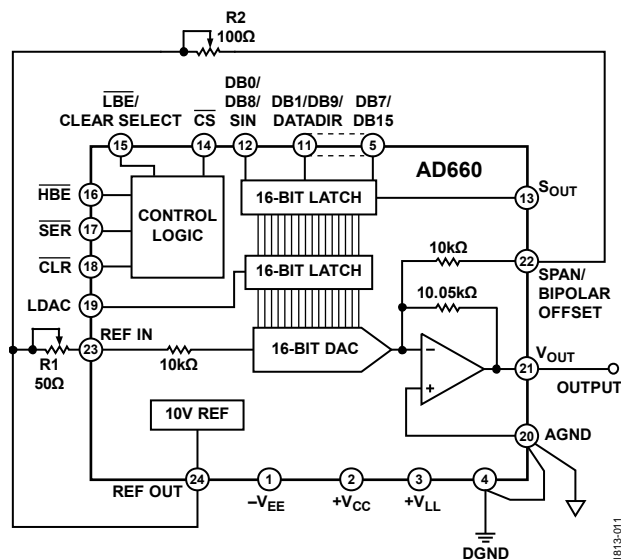 R2
100Ω
LBE/
CLEAR SELECT
CS
DB0/
DB8/
SIN
DB1/DB9/
DATADIR
DB7/
DB15
15
14
12
11
5
AD660
HBE
16
16-BIT LATCH
13
SOUT
CONTROL
LOGIC
SER
17
CLR
18
10kΩ
22
SPAN/
BIPOLAR
OFFSET
16-BIT LATCH
10.05kΩ
LDAC
19
REF IN
23
10kΩ
16-BIT DAC
–
+
VOUT
21
OUTPUT
R1
50Ω
10V REF
20
AGND
REF OUT
24
1
–VEE
2
+VCC
3
+VLL
4
DGND
1813-011